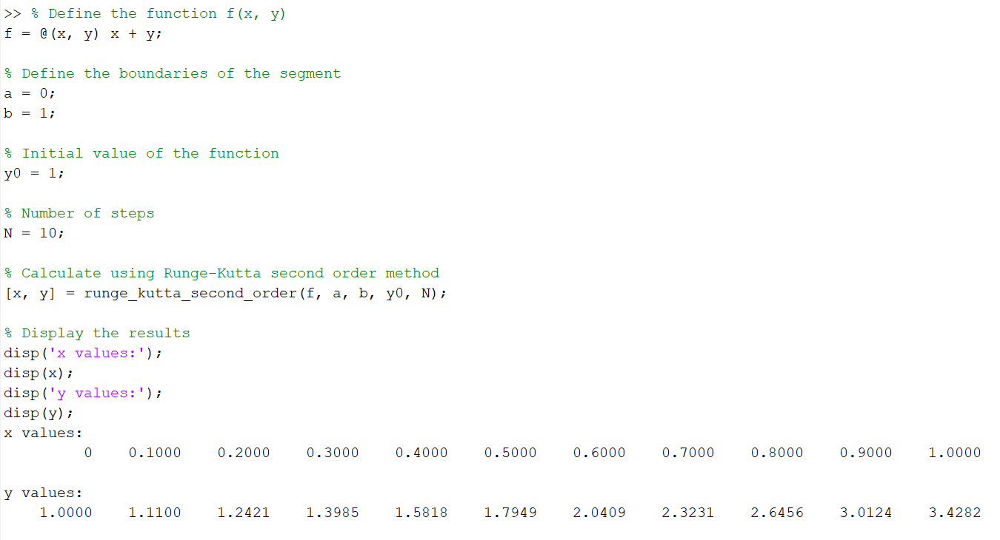 >> % Define the function f(x, y)
f = @(x, y) x + y;
% Define the boundaries of the segment
a = 0;
b = 1;
% Initial value of the function
y0 = 1;
% Number of steps
N = 10;
% Calculate using Runge-Kutta second order method
[x, y] = runge_kutta_second_order(f, a, b, y0, N);
% Display the results
disp('x values:');
disp(x);
disp('y values:');
disp(y);
x values:
0 0.1000 0.2000 0.3000 0.4000 0.5000 0.6000 0.7000 0.8000 0.9000 1.0000
y values:
1.0000 1.1100 1.2421 1.3985 1.5818 1.7949 2.0409 2.3231 2.6456 3.0124 3.4282